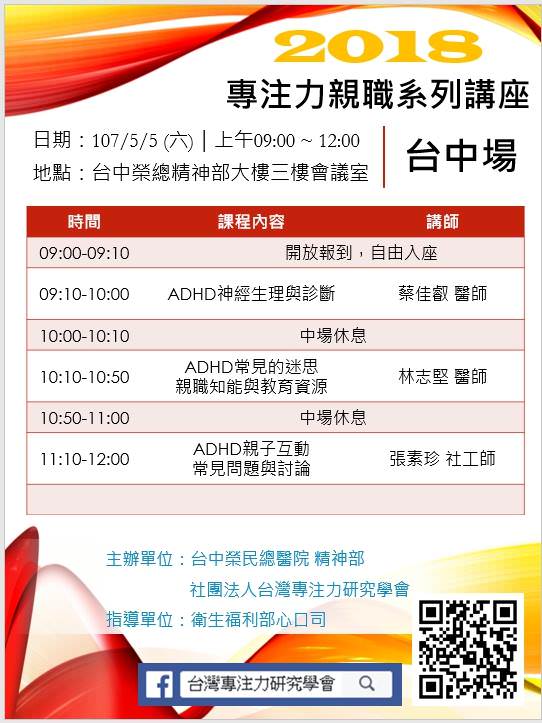 2018
專注力親職系列講座
日期：107/5/5 (六)｜上午09:00 ~ 12:00
地點：台中榮總精神部大樓三樓會議室
台中場
時間 課程內容 講師
09:00-09:10 開放報到，自由入座
09:10-10:00 ADHD神經生理與診斷 蔡佳叡 醫師
10:00-10:10 中場休息
10:10-10:50 ADHD常見的迷思 親職知能與教育資源 林志堅 醫師
10:50-11:00 中場休息
11:10-12:00 ADHD親子互動 常見問題與討論 張素珍 社工師
主辦單位：台中榮民總醫院 精神部
社團法人台灣專注力研究學會
指導單位：衛生福利部心口司
f 台灣專注力研究學會